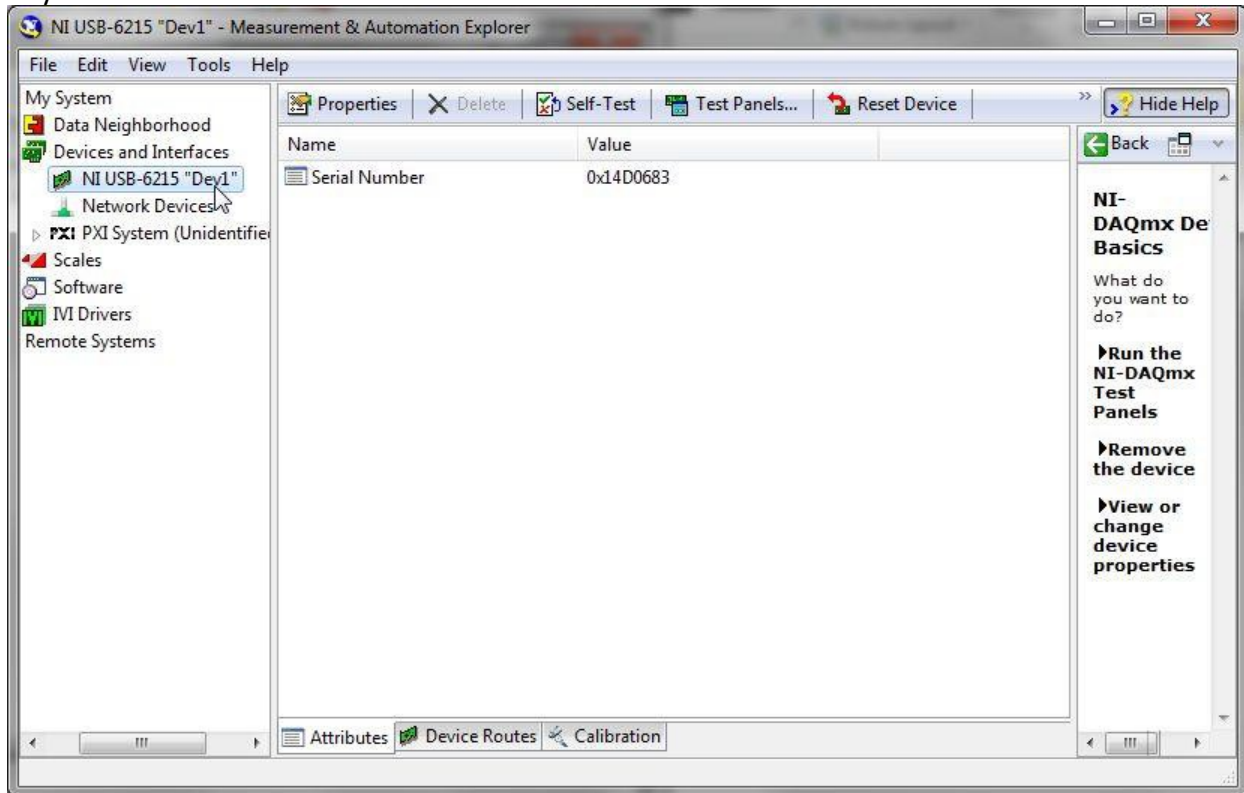 NI USB-6215 "Dev1" - Measurement & Automation Explorer
File Edit View Tools Help
My System
Data Neighborhood
Devices and Interfaces
NI USB-6215 "Dev1"
Network Devices
PXI PXI System (Unidentified
Scales
Software
IVI Drivers
Remote Systems
Properties Delete Self-Test Test Panels... Reset Device » Hide Help
Name Value
Serial Number 0x14D0683
Attributes Device Routes Calibration
Back
NI-
DAQmx De
Basics
What do
you want to
do?
Run the
NI-DAQmx
Test
Panels
Remove
the device
View or
change
device
properties